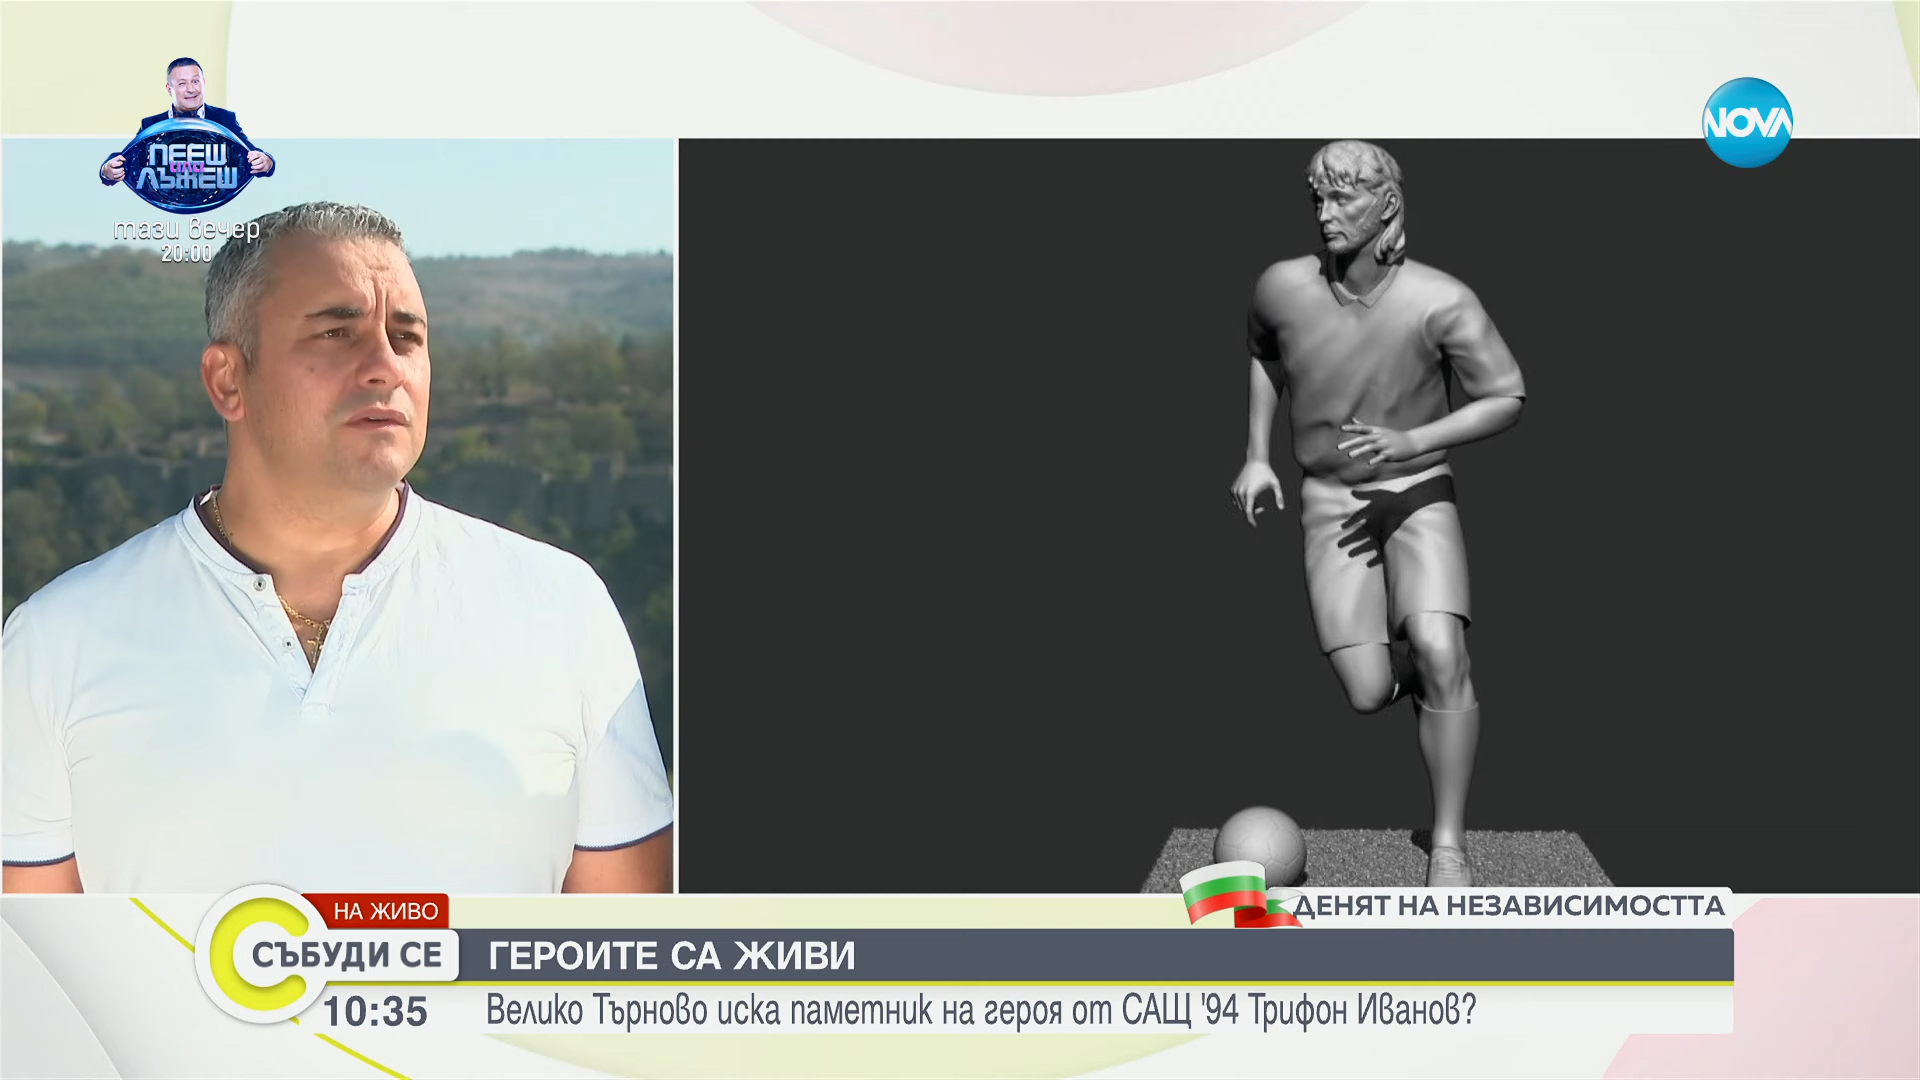 ПЕЕШ
ИЛИ
ЛЪЖЕШ
тази вечер
20:00
NOVA
НА ЖИВО
СЪБУДИ СЕ
10:35
ДЕНЯТ НА НЕЗАВИСИМОСТТА
ГЕРОИТЕ СА ЖИВИ
Велико Търново иска паметник на героя от САЩ '94 Трифон Иванов?